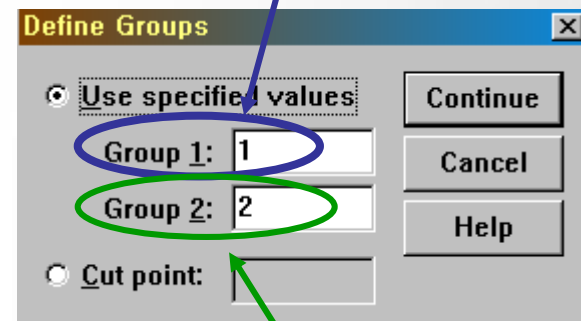 Define Groups
Use specified values
Continue
Group 1: 1
Cancel
Group 2: 2
Help
Cut point: